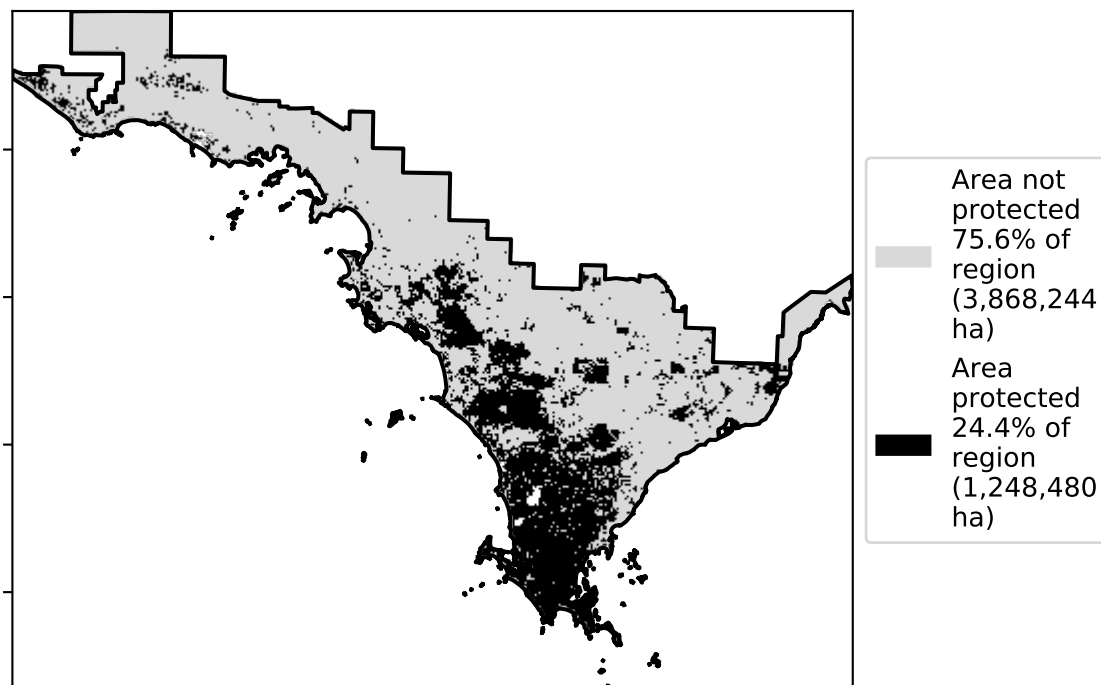 Area not
protected
75.6% of
region
(3,868,244
ha)
Area
protected
24.4% of
region
(1,248,480
ha)